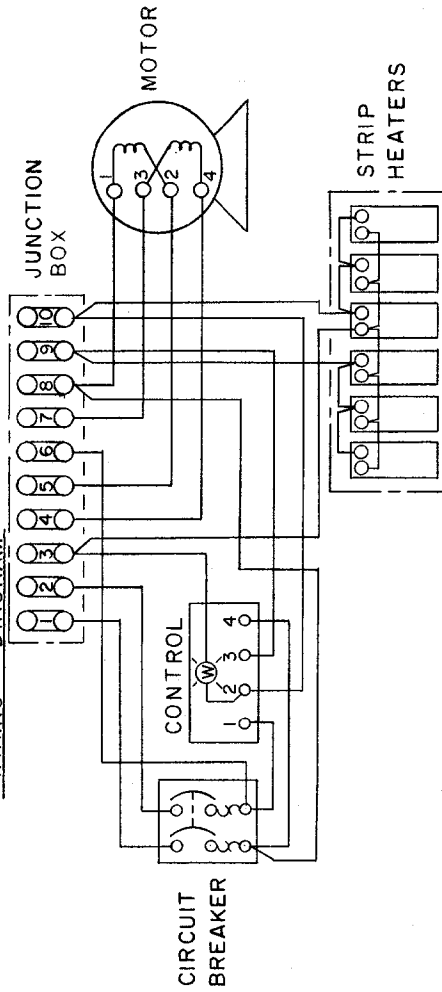 JUNCTION
BOX
1 2 3 4 5 6 7 8 9 10
MOTOR
1
3
2
4
CONTROL
W
1 2 3 4
CIRCUIT
BREAKER
STRIP
HEATERS